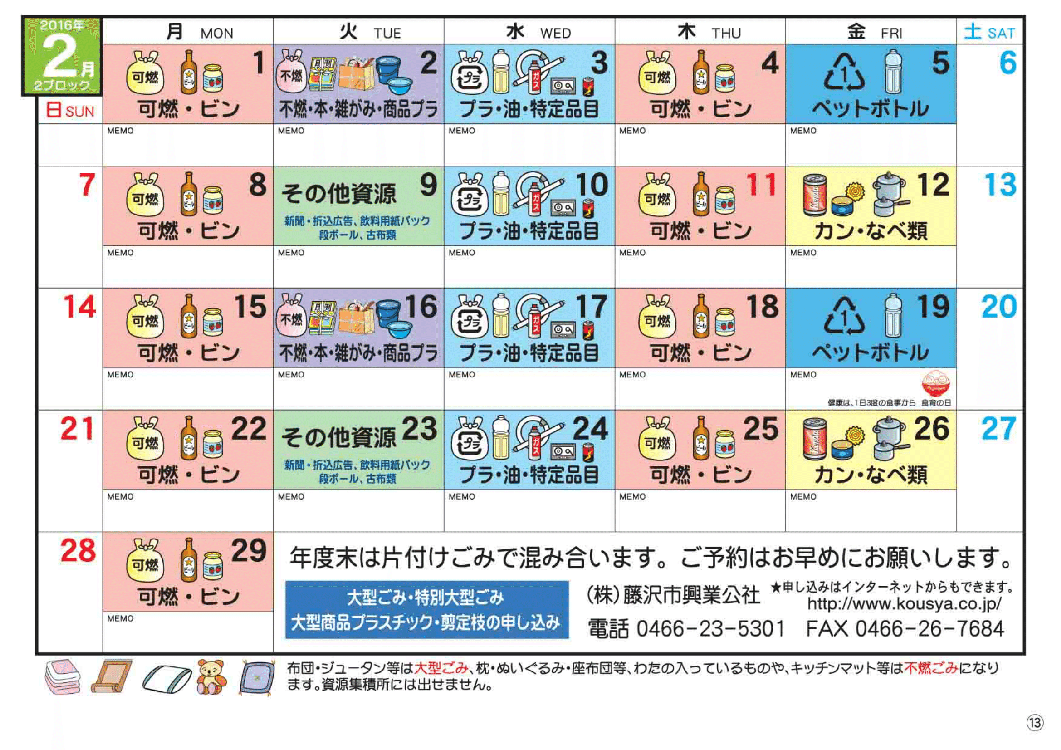 2016年
2月
2ブロック
月 MON
火 TUE
水 WED
木 THU
金 FRI
土 SAT
日 SUN
可燃 1
可燃・ビン
MEMO
不燃 2
不燃・本・雑がみ・商品プラ
MEMO
プラ ガス 3
プラ・油・特定品目
MEMO
可燃 4
可燃・ビン
MEMO
1 5
ペットボトル
MEMO
6
7
可燃 8
可燃・ビン
MEMO
その他資源 9
新聞・折込広告、飲料用紙パック
段ボール、古布類
MEMO
プラ ガス 10
プラ・油・特定品目
MEMO
可燃 11
可燃・ビン
MEMO
12
カン・なべ類
MEMO
13
14
可燃 15
可燃・ビン
MEMO
不燃 16
不燃・本・雑がみ・商品プラ
MEMO
プラ ガス 17
プラ・油・特定品目
MEMO
可燃 18
可燃・ビン
MEMO
1 19
ペットボトル
MEMO
健康は、1日3食の食事から 食育の日
20
21
可燃 22
可燃・ビン
MEMO
その他資源 23
新聞・折込広告、飲料用紙パック
段ボール、古布類
MEMO
プラ ガス 24
プラ・油・特定品目
MEMO
可燃 25
可燃・ビン
MEMO
26
カン・なべ類
MEMO
27
28
可燃 29
可燃・ビン
MEMO
年度末は片付けごみで混み合います。ご予約はお早めにお願いします。
大型ごみ・特別大型ごみ
大型商品プラスチック・剪定枝の申し込み
(株)藤沢市興業公社
★申し込みはインターネットからもできます。
http://www.kousya.co.jp/
電話 0466-23-5301 FAX 0466-26-7684
布団・ジュータン等は大型ごみ、枕・ぬいぐるみ・座布団等、わたの入っているものや、キッチンマット等は不燃ごみになり
ます。資源集積所には出せません。
⑬